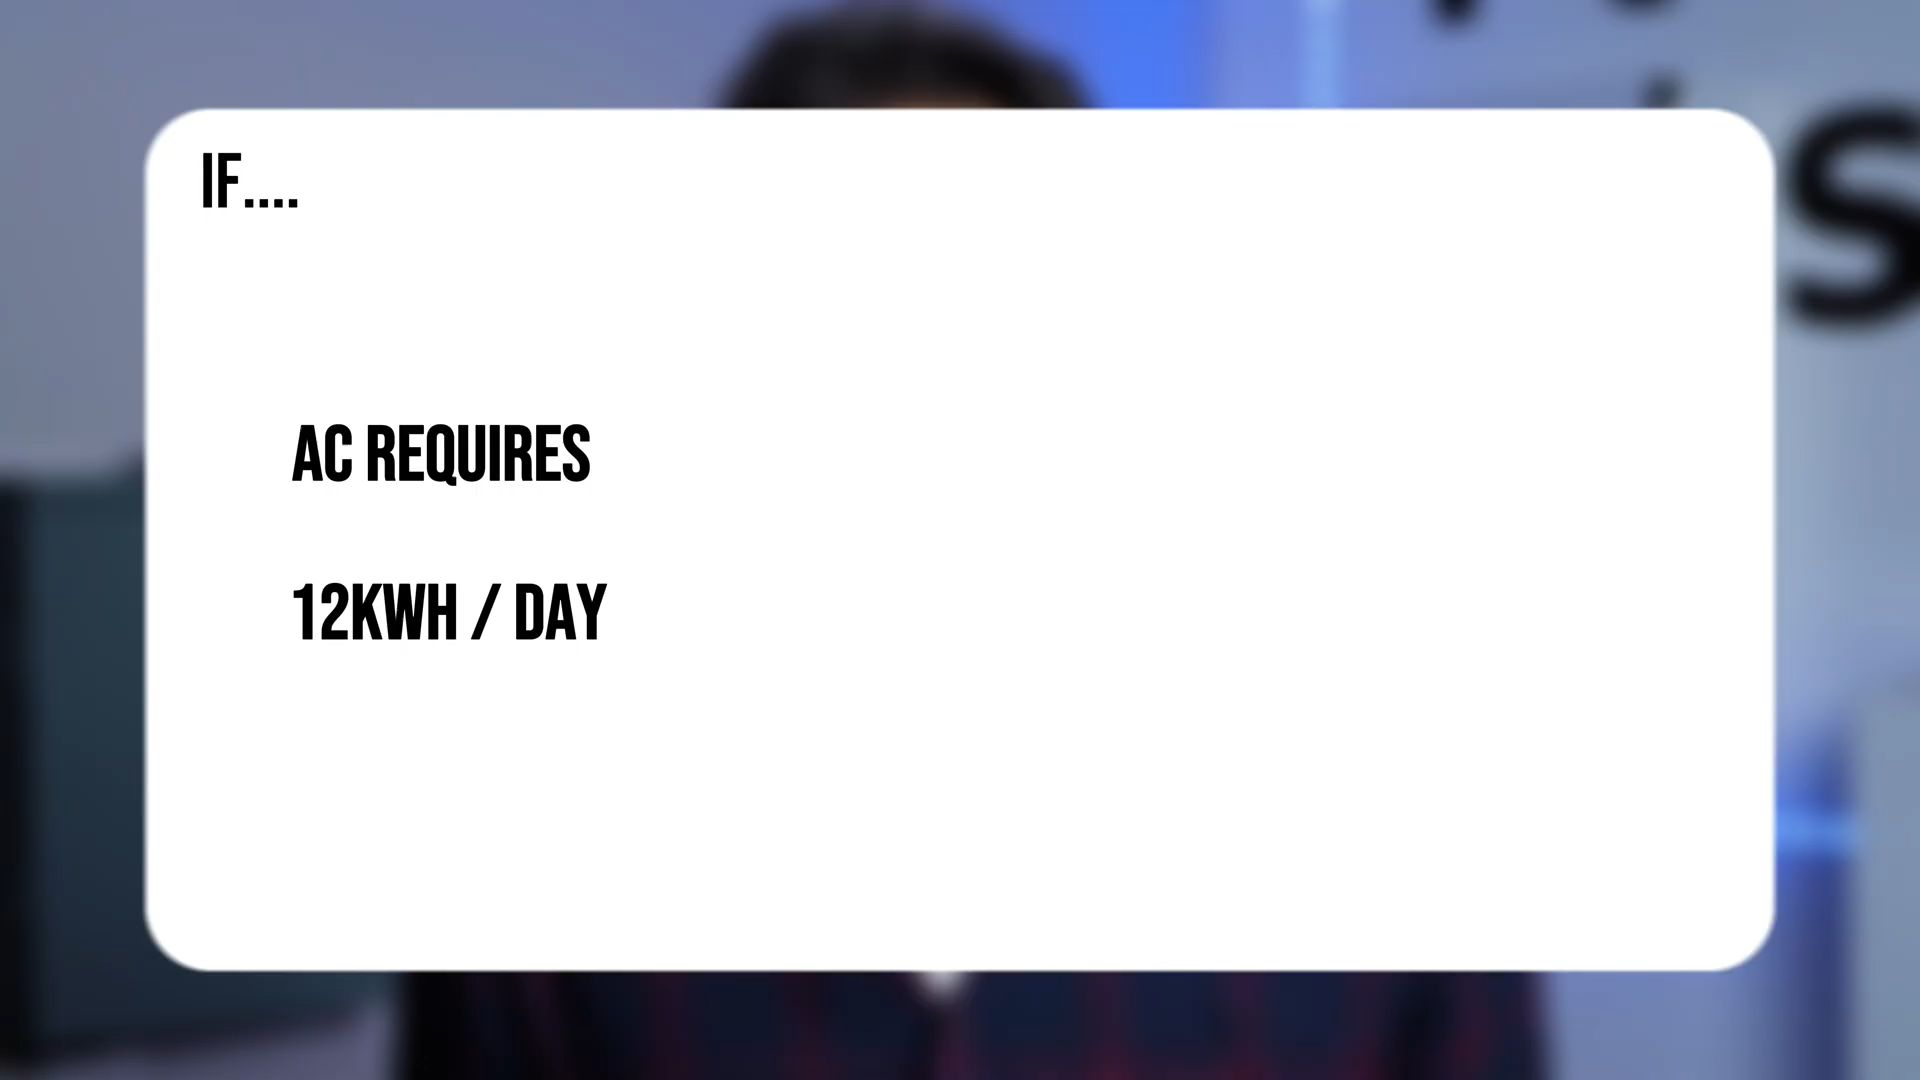 IF....
AC REQUIRES
12KWH / DAY